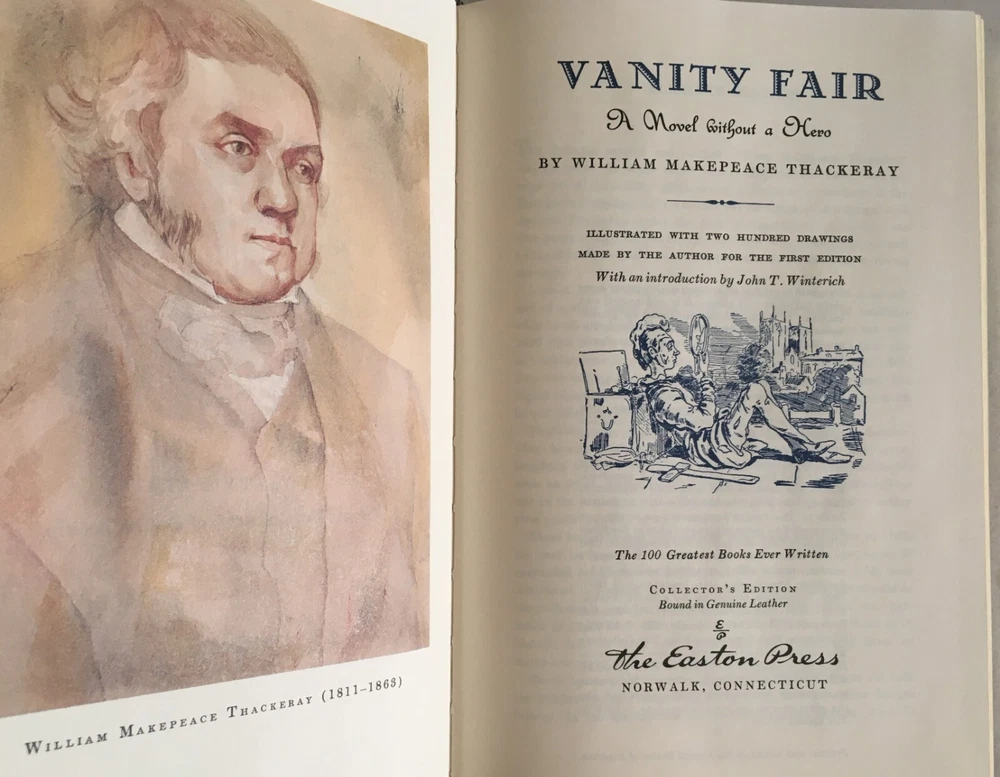 WILLIAM MAKEPEACE THACKERAY (1811–1863)
VANITY FAIR
A Novel without a Hero
BY WILLIAM MAKEPEACE THACKERAY
ILLUSTRATED WITH TWO HUNDRED DRAWINGS
MADE BY THE AUTHOR FOR THE FIRST EDITION
With an introduction by John T. Winterich
The 100 Greatest Books Ever Written
COLLECTOR'S EDITION
Bound in Genuine Leather
E
P
the Easton Press
NORWALK, CONNECTICUT